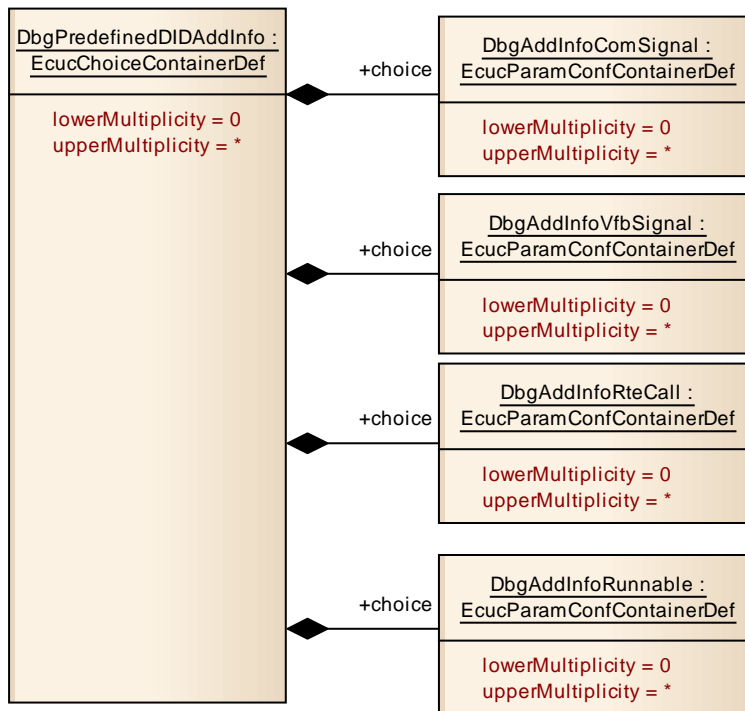 DbgPredefinedDIDAddInfo :
EcucChoiceContainerDef
lowerMultiplicity = 0
upperMultiplicity = *
+choice
DbgAddInfoComSignal :
EcucParamConfContainerDef
lowerMultiplicity = 0
upperMultiplicity = *
+choice
DbgAddInfoVfbSignal :
EcucParamConfContainerDef
lowerMultiplicity = 0
upperMultiplicity = *
+choice
DbgAddInfoRteCall :
EcucParamConfContainerDef
lowerMultiplicity = 0
upperMultiplicity = *
+choice
DbgAddInfoRunnable :
EcucParamConfContainerDef
lowerMultiplicity = 0
upperMultiplicity = *